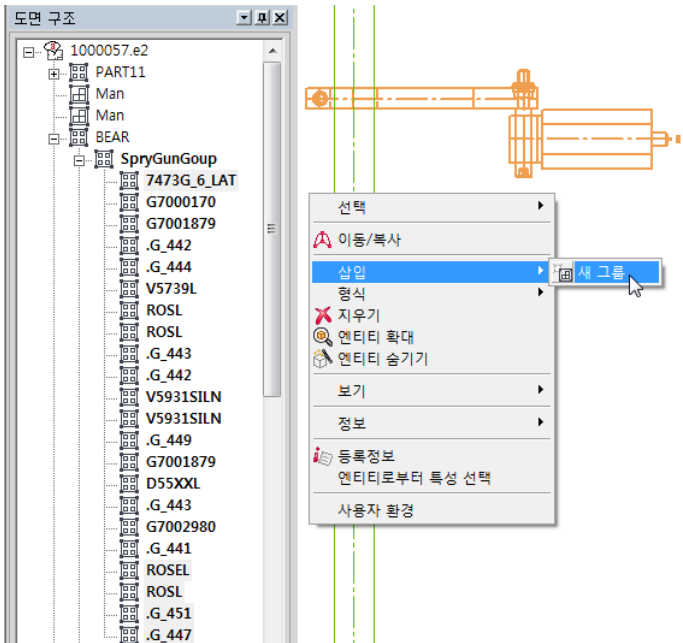 도면 구조
1000057.e2
PART11
Man
Man
BEAR
SpryGunGoup
7473G_6_LAT
G7000170
G7001879
.G_442
.G_444
V5739L
ROSL
ROSL
.G_443
.G_442
V5931SILN
V5931SILN
.G_449
G7001879
D55XXL
.G_443
G7002980
.G_441
ROSEL
ROSL
.G_451
.G_447
선택
이동/복사
삽입
새 그룹
형식
지우기
엔티티 확대
엔티티 숨기기
보기
정보
등록정보
엔티티로부터 특성 선택
사용자 환경